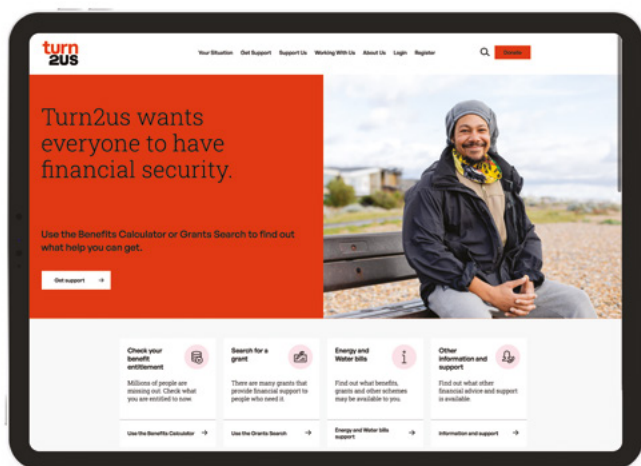 turn
2us
Your Situation Get Support Support Us Working With Us About Us Login Register
Donate
Turn2us wants
everyone to have
financial security.
Use the Benefits Calculator or Grants Search to find out
what help you can get.
Get support →
Check your
benefit
entitlement
Millions of people are
missing out. Check what
you are entitled to now.
Use the Benefits Calculator →
Search for a
grant
There are many grants that
provide financial support to
people who need it.
Use the Grants Search →
Energy and
Water bills
Find out what benefits,
grants and other schemes
may be available to you.
Energy and Water bills
support →
Other
information and
support
Find out what other
financial advice and support
is available.
Information and support →